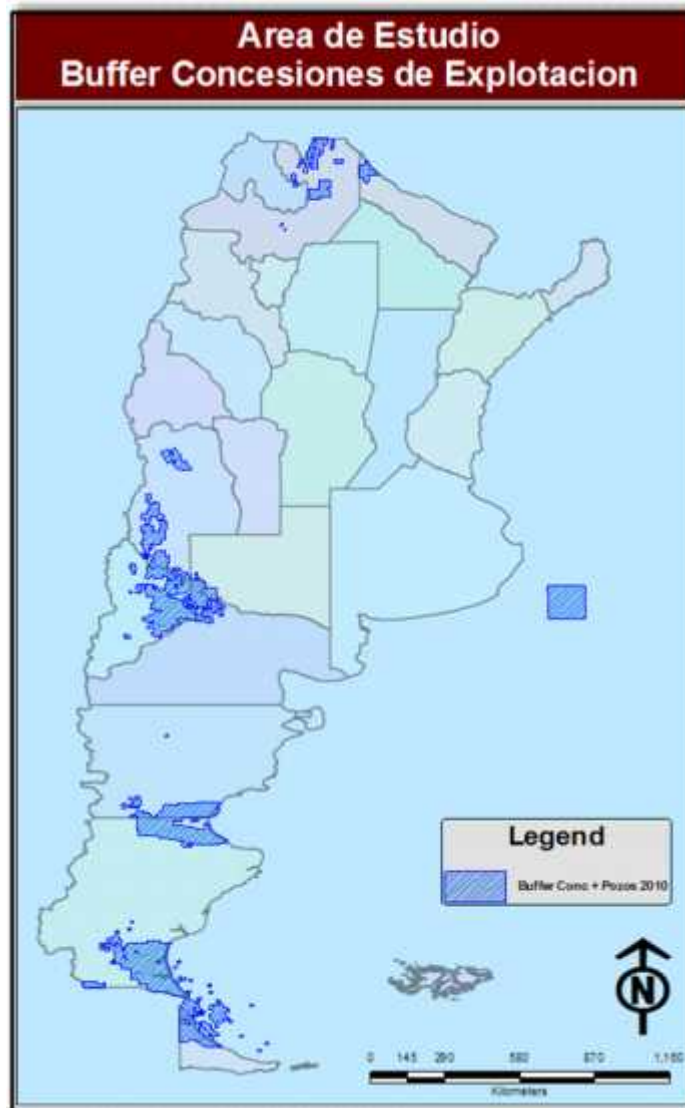 Area de Estudio
Buffer Concesiones de Explotacion
Legend
Buffer Conc + Pozos 2010
N
0 145 290 580 870 1,160
Kilometers